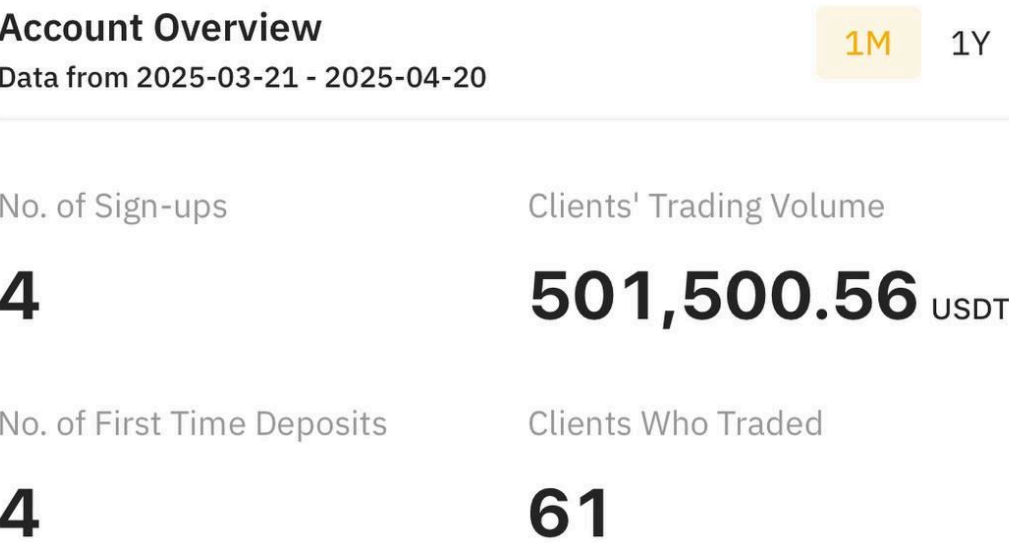 Account Overview
1M
1Y
Data from 2025-03-21 - 2025-04-20
No. of Sign-ups
Clients' Trading Volume
4
501,500.56 USDT
No. of First Time Deposits
Clients Who Traded
4
61